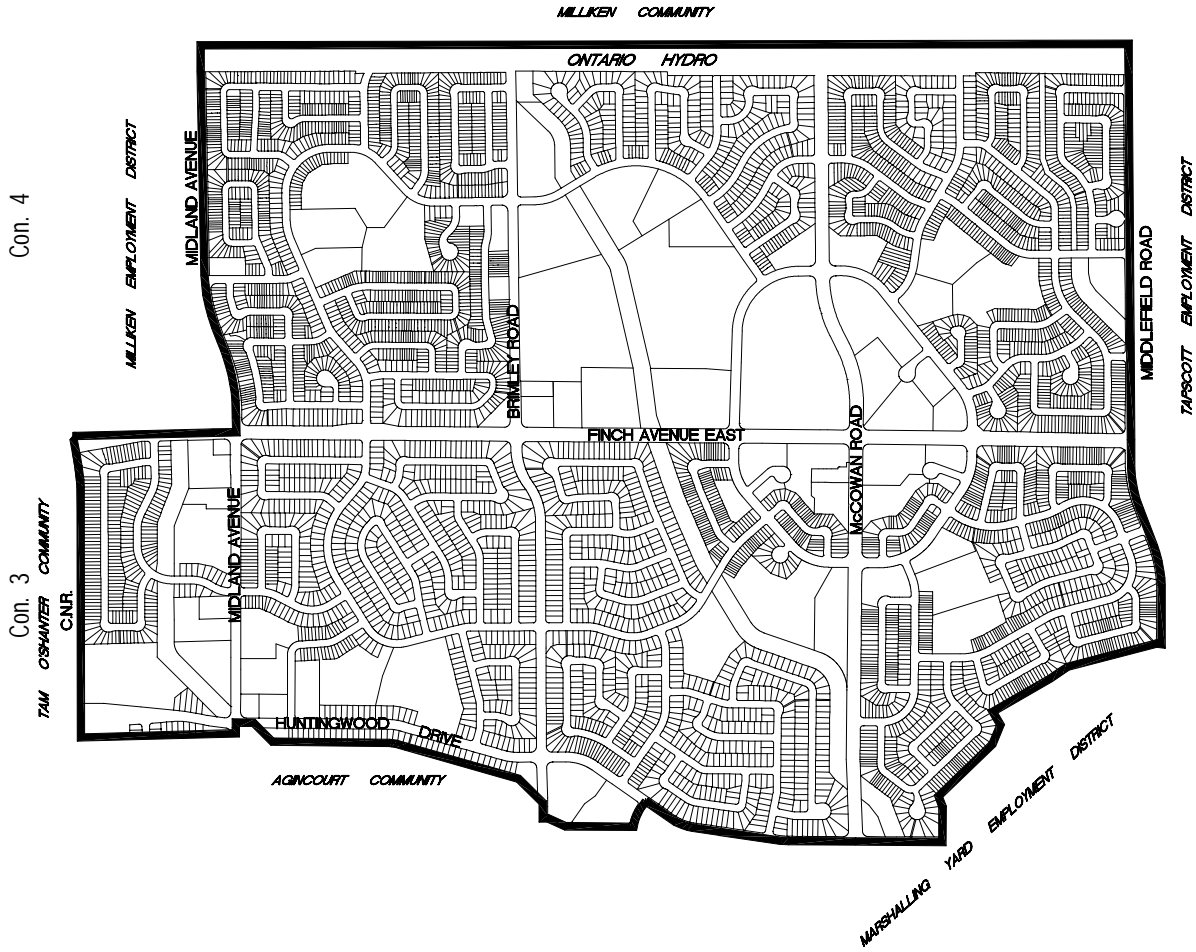 MILLIKEN COMMUNITY
ONTARIO HYDRO
MILLIKEN EMPLOYMENT DISTRICT
MIDLAND AVENUE
Con. 4
TAPSCOTT EMPLOYMENT DISTRICT
MIDDLEFIELD ROAD
BRIMLEY ROAD
FINCH AVENUE EAST
McCOWAN ROAD
MIDLAND AVENUE
Con. 3
TAM O'SHANTER COMMUNITY
C.N.R.
HUNTINGWOOD DRIVE
AGINCOURT COMMUNITY
MARSHALLING YARD EMPLOYMENT DISTRICT